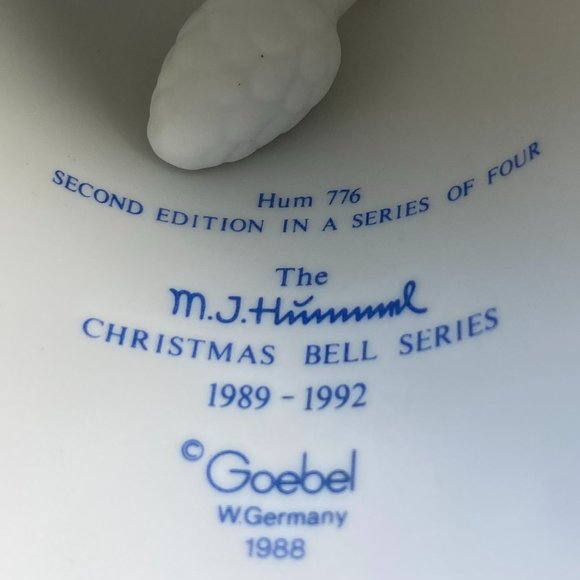 Hum 776
SECOND EDITION IN A SERIES OF FOUR
The
M.J.Hummel
CHRISTMAS BELL SERIES
1989 - 1992
© Goebel
W.Germany
1988